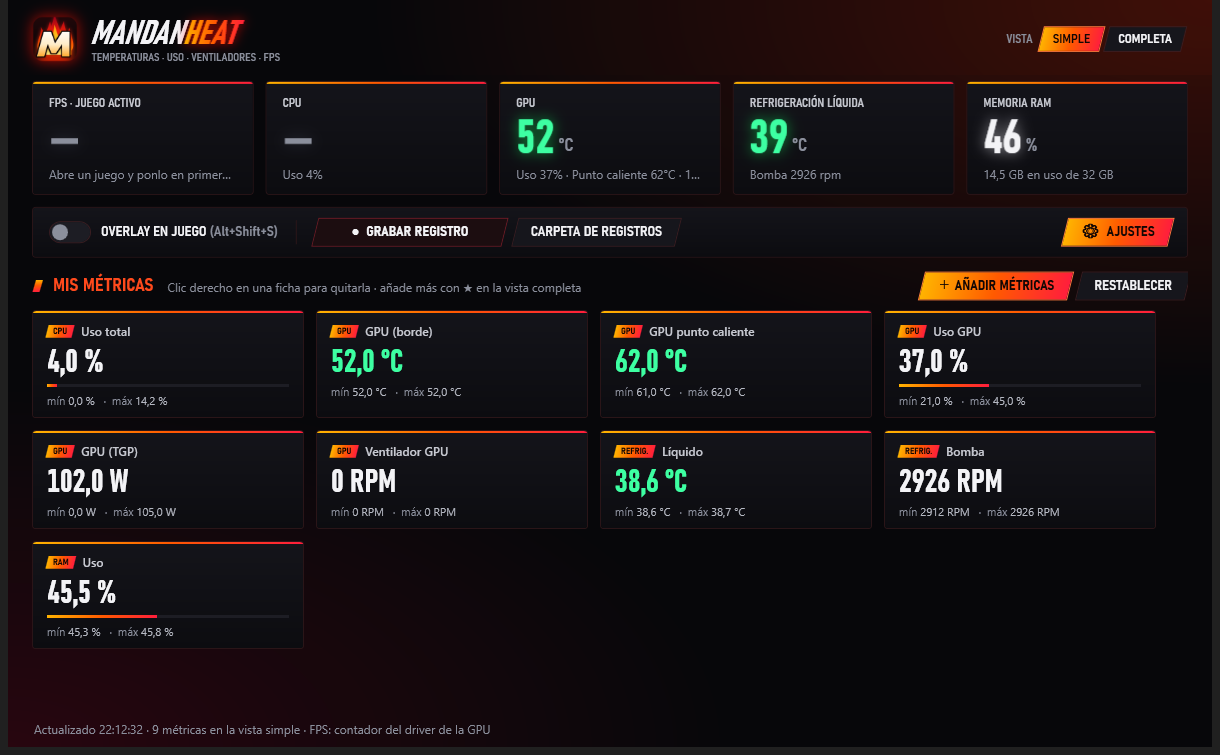 MANDANHEAT
TEMPERATURAS · USO · VENTILADORES · FPS
VISTA SIMPLE COMPLETA
FPS · JUEGO ACTIVO
—
Abre un juego y ponlo en primer...
CPU
—
Uso 4%
GPU
52 °C
Uso 37% · Punto caliente 62°C · 1...
REFRIGERACIÓN LÍQUIDA
39 °C
Bomba 2926 rpm
MEMORIA RAM
46 %
14,5 GB en uso de 32 GB
OVERLAY EN JUEGO (Alt+Shift+S)
● GRABAR REGISTRO
CARPETA DE REGISTROS
AJUSTES
MIS MÉTRICAS
Clic derecho en una ficha para quitarla · añade más con ★ en la vista completa
+ AÑADIR MÉTRICAS
RESTABLECER
CPU Uso total
4,0 %
mín 0,0 % · máx 14,2 %
GPU GPU (borde)
52,0 °C
mín 52,0 °C · máx 52,0 °C
GPU GPU punto caliente
62,0 °C
mín 61,0 °C · máx 62,0 °C
GPU Uso GPU
37,0 %
mín 21,0 % · máx 45,0 %
GPU GPU (TGP)
102,0 W
mín 0,0 W · máx 105,0 W
GPU Ventilador GPU
0 RPM
mín 0 RPM · máx 0 RPM
REFRIG. Líquido
38,6 °C
mín 38,6 °C · máx 38,7 °C
REFRIG. Bomba
2926 RPM
mín 2912 RPM · máx 2926 RPM
RAM Uso
45,5 %
mín 45,3 % · máx 45,8 %
Actualizado 22:12:32 · 9 métricas en la vista simple · FPS: contador del driver de la GPU